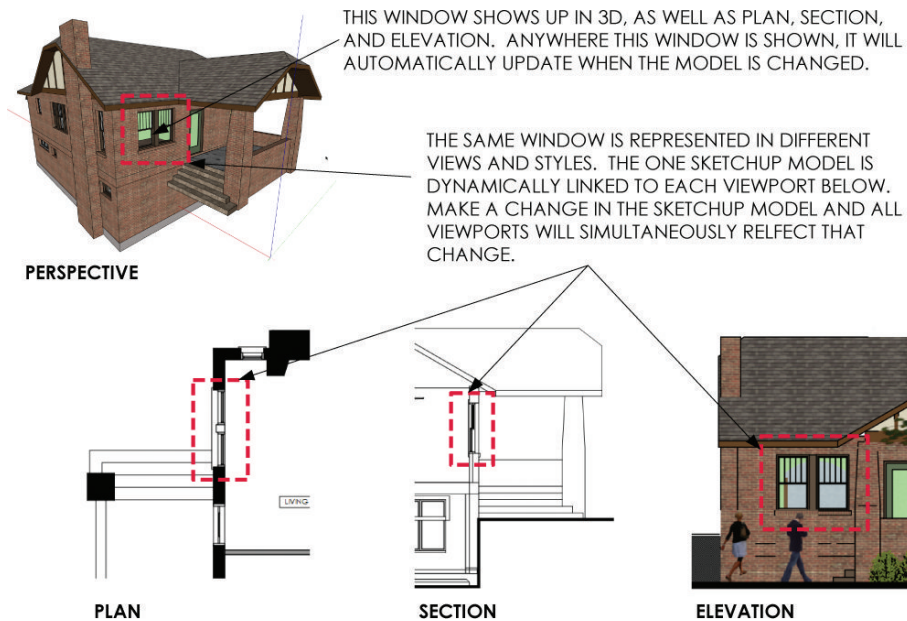 THIS WINDOW SHOWS UP IN 3D, AS WELL AS PLAN, SECTION,
AND ELEVATION. ANYWHERE THIS WINDOW IS SHOWN, IT WILL
AUTOMATICALLY UPDATE WHEN THE MODEL IS CHANGED.
THE SAME WINDOW IS REPRESENTED IN DIFFERENT
VIEWS AND STYLES. THE ONE SKETCHUP MODEL IS
DYNAMICALLY LINKED TO EACH VIEWPORT BELOW.
MAKE A CHANGE IN THE SKETCHUP MODEL AND ALL
VIEWPORTS WILL SIMULTANEOUSLY RELFECT THAT
CHANGE.
PERSPECTIVE
LIVING
PLAN
SECTION
ELEVATION